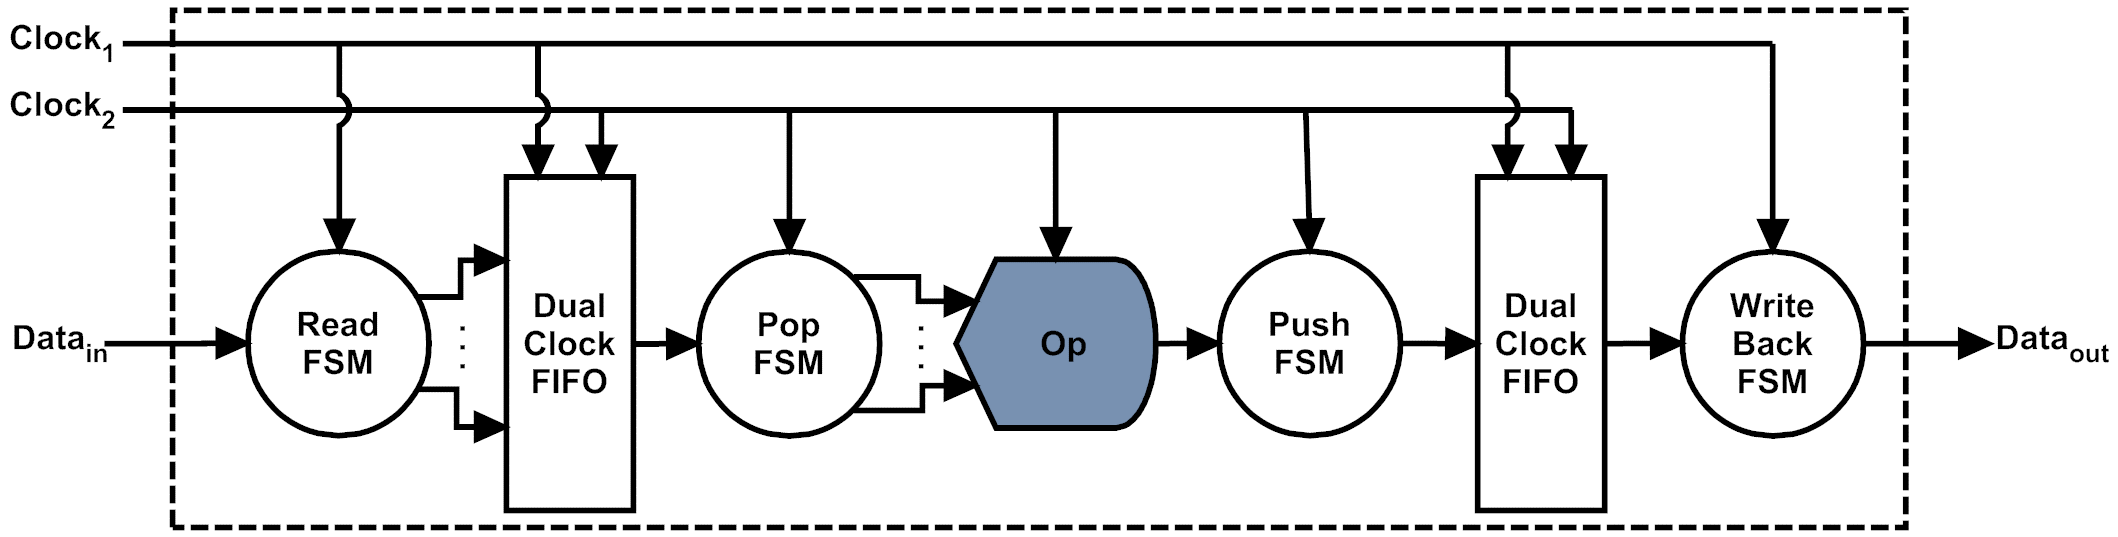 Clock1
Clock2
Datain
Read
FSM
Dual
Clock
FIFO
Pop
FSM
Op
Push
FSM
Dual
Clock
FIFO
Write
Back
FSM
Dataout